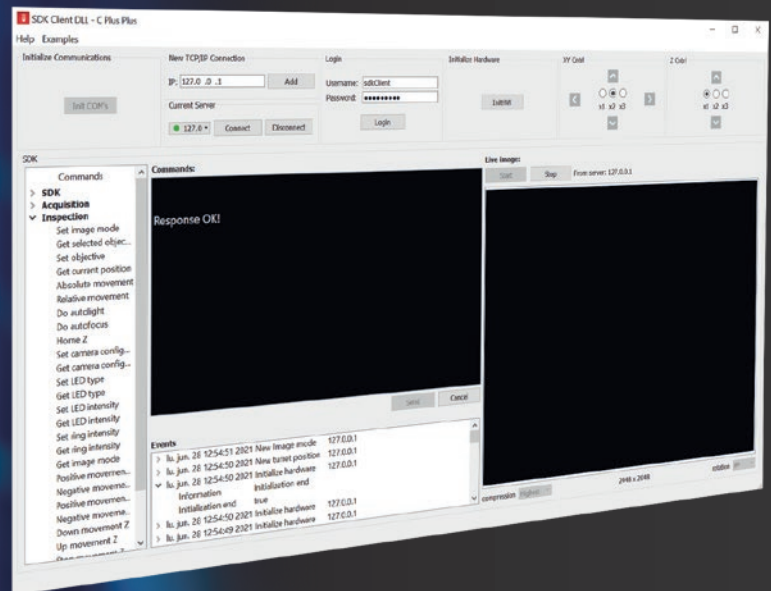 SDK Client DLL - C Plus Plus
Help Examples
Initialize Communications
Init COM's
New TCP/IP Connection
IP: 127.0 .0 .1 Add
Current Server
127.0 Connect Disconnect
Login
Username: sdkClient
Password: •••••••••
Login
Initialize Hardware
InitHW
XY Cntrl
x1 x2 x3
Z Cntrl
x1 x2 x3
SDK
Commands
SDK
Acquisition
Inspection
Set image mode
Get selected objec...
Set objective
Get current position
Absolute movement
Relative movement
Do autolight
Do autofocus
Home Z
Set camera config...
Get camera config...
Set LED type
Get LED type
Set LED intensity
Get LED intensity
Set ring intensity
Get ring intensity
Get image mode
Positive movemen...
Negative moveme...
Positive movemen...
Negative moveme...
Down movement Z
Up movement Z
Commands:
Response OK!
Send Cancel
Events
lu. jun. 28 12:54:51 2021 New Image mode 127.0.0.1
lu. jun. 28 12:54:50 2021 New turret position 127.0.0.1
lu. jun. 28 12:54:50 2021 Initialize hardware 127.0.0.1
Information Initialization end
Initialization end true
lu. jun. 28 12:54:50 2021 Initialize hardware 127.0.0.1
lu. jun. 28 12:54:49 2021 Initialize hardware 127.0.0.1
Live image:
Start Stop From server: 127.0.0.1
compression Highest
2448 x 2048
rotation